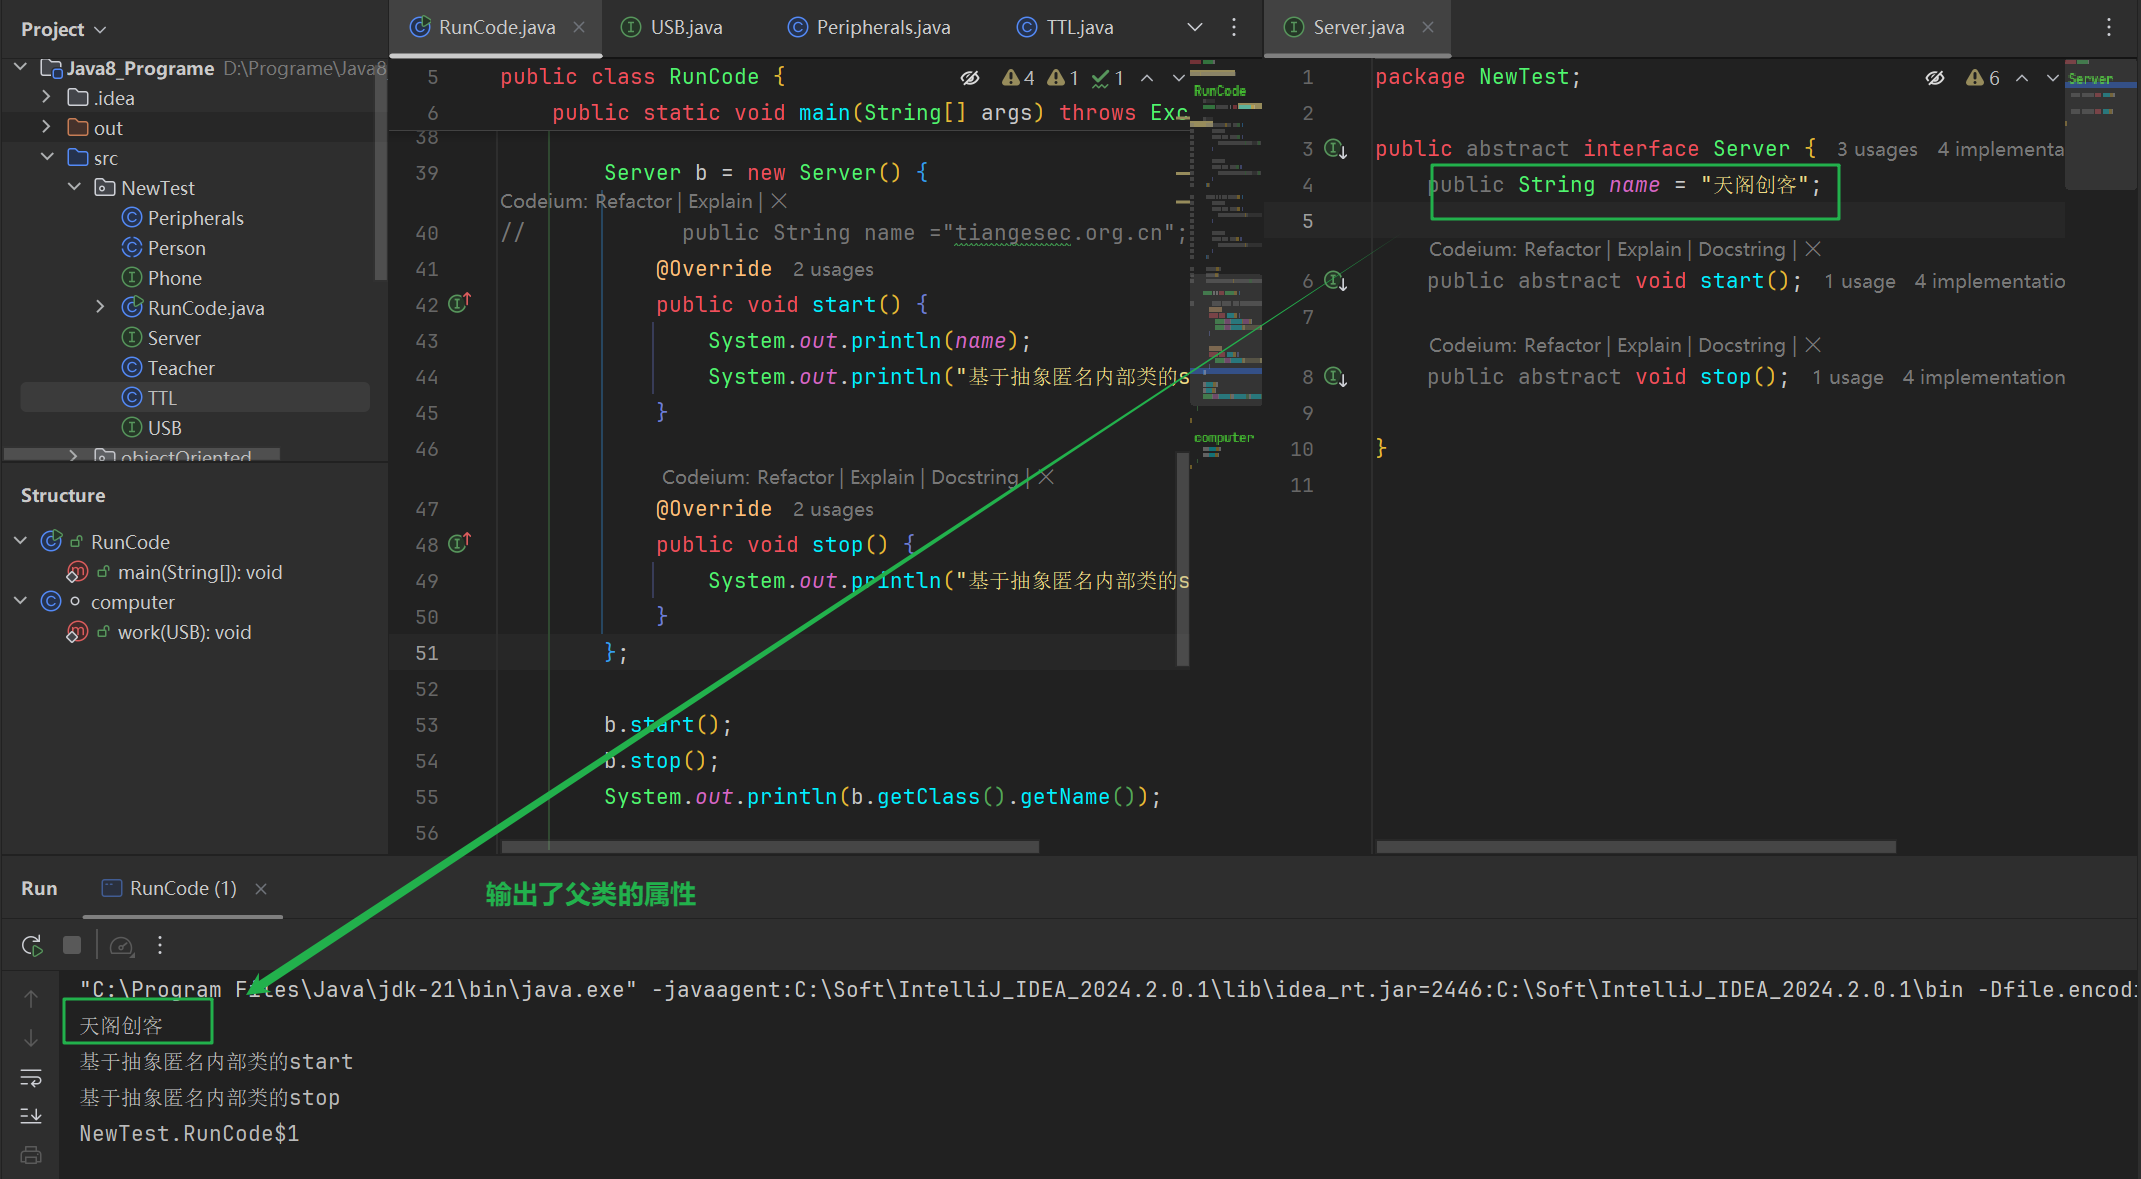 Project
Java8_Programe D:\Programe\Java8
.idea
out
src
NewTest
Peripherals
Person
Phone
RunCode.java
Server
Teacher
TTL
USB
objectOriented
Structure
RunCode
main(String[]): void
computer
work(USB): void
RunCode.java USB.java Peripherals.java TTL.java
5 public class RunCode { 4 1 1
6 public static void main(String[] args) throws Exc
38
39 Server b = new Server() {
Codeium: Refactor | Explain |
40 // public String name ="tiangesec.org.cn";
41 @Override 2 usages
42 public void start() {
43 System.out.println(name);
44 System.out.println("基于抽象匿名内部类的s
45 }
46
Codeium: Refactor | Explain | Docstring |
47 @Override 2 usages
48 public void stop() {
49 System.out.println("基于抽象匿名内部类的s
50 }
51 };
52
53 b.start();
54 b.stop();
55 System.out.println(b.getClass().getName());
56
RunCode
computer
Server.java
1 package NewTest; 6
2
3 public abstract interface Server { 3 usages 4 implementa
4 public String name = "天阁创客";
5
Codeium: Refactor | Explain | Docstring |
6 public abstract void start(); 1 usage 4 implementatio
7
Codeium: Refactor | Explain | Docstring |
8 public abstract void stop(); 1 usage 4 implementation
9
10 }
11
Server
Run RunCode (1)
输出了父类的属性
"C:\Program Files\Java\jdk-21\bin\java.exe" -javaagent:C:\Soft\IntelliJ_IDEA_2024.2.0.1\lib\idea_rt.jar=2446:C:\Soft\IntelliJ_IDEA_2024.2.0.1\bin -Dfile.encodi
天阁创客
基于抽象匿名内部类的start
基于抽象匿名内部类的stop
NewTest.RunCode$1